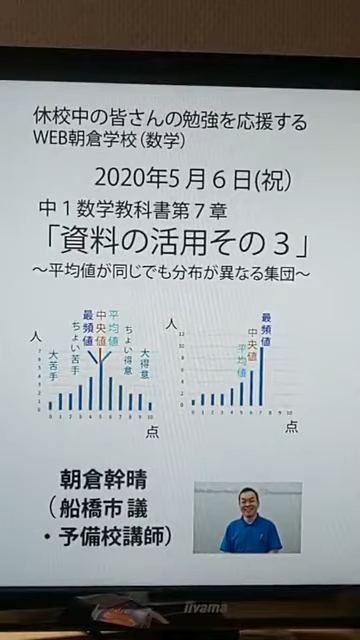 休校中の皆さんの勉強を応援する
WEB朝倉学校（数学）
2020年5月6日(祝)
中1数学教科書第7章
「資料の活用その3」
～平均値が同じでも分布が異なる集団～
人
大苦手
ちょい苦手
最頻値
中央値
平均値
ちょい得意
大得意
点
人
平均値
中央値
最頻値
点
朝倉幹晴
（船橋市議
・予備校講師）
iiyama